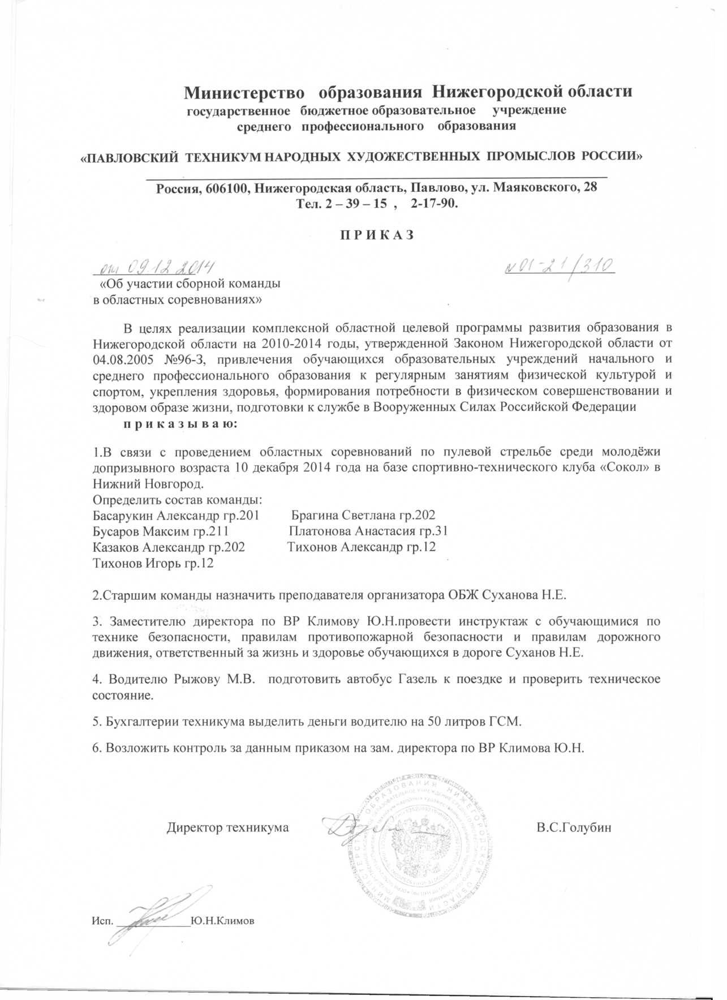 Министерство образования Нижегородской области
государственное бюджетное образовательное учреждение
среднего профессионального образования
«ПАВЛОВСКИЙ ТЕХНИКУМ НАРОДНЫХ ХУДОЖЕСТВЕННЫХ ПРОМЫСЛОВ РОССИИ»
Россия, 606100, Нижегородская область, Павлово, ул. Маяковского, 28
Тел. 2 – 39 – 15 , 2-17-90.
П Р И К А З
от 09.12 2014 № 01-21/310
«Об участии сборной команды
в областных соревнованиях»
В целях реализации комплексной областной целевой программы развития образования в
Нижегородской области на 2010-2014 годы, утвержденной Законом Нижегородской области от
04.08.2005 №96-З, привлечения обучающихся образовательных учреждений начального и
среднего профессионального образования к регулярным занятиям физической культурой и
спортом, укрепления здоровья, формирования потребности в физическом совершенствовании и
здоровом образе жизни, подготовки к службе в Вооруженных Силах Российской Федерации
п р и к а з ы в а ю:
1.В связи с проведением областных соревнований по пулевой стрельбе среди молодёжи
допризывного возраста 10 декабря 2014 года на базе спортивно-технического клуба «Сокол» в
Нижний Новгород.
Определить состав команды:
Басарукин Александр гр.201 Брагина Светлана гр.202
Бусаров Максим гр.211 Платонова Анастасия гр.31
Казаков Александр гр.202 Тихонов Александр гр.12
Тихонов Игорь гр.12
2.Старшим команды назначить преподавателя организатора ОБЖ Суханова Н.Е.
3. Заместителю директора по ВР Климову Ю.Н.провести инструктаж с обучающимися по
технике безопасности, правилам противопожарной безопасности и правилам дорожного
движения, ответственный за жизнь и здоровье обучающихся в дороге Суханов Н.Е.
4. Водителю Рыжову М.В. подготовить автобус Газель к поездке и проверить техническое
состояние.
5. Бухгалтерии техникума выделить деньги водителю на 50 литров ГСМ.
6. Возложить контроль за данным приказом на зам. директора по ВР Климова Ю.Н.
Директор техникума В.С.Голубин
МИНИСТЕРСТВО ОБРАЗОВАНИЯ НИЖЕГОРОДСКОЙ ОБЛАСТИ
Исп. Ю.Н.Климов